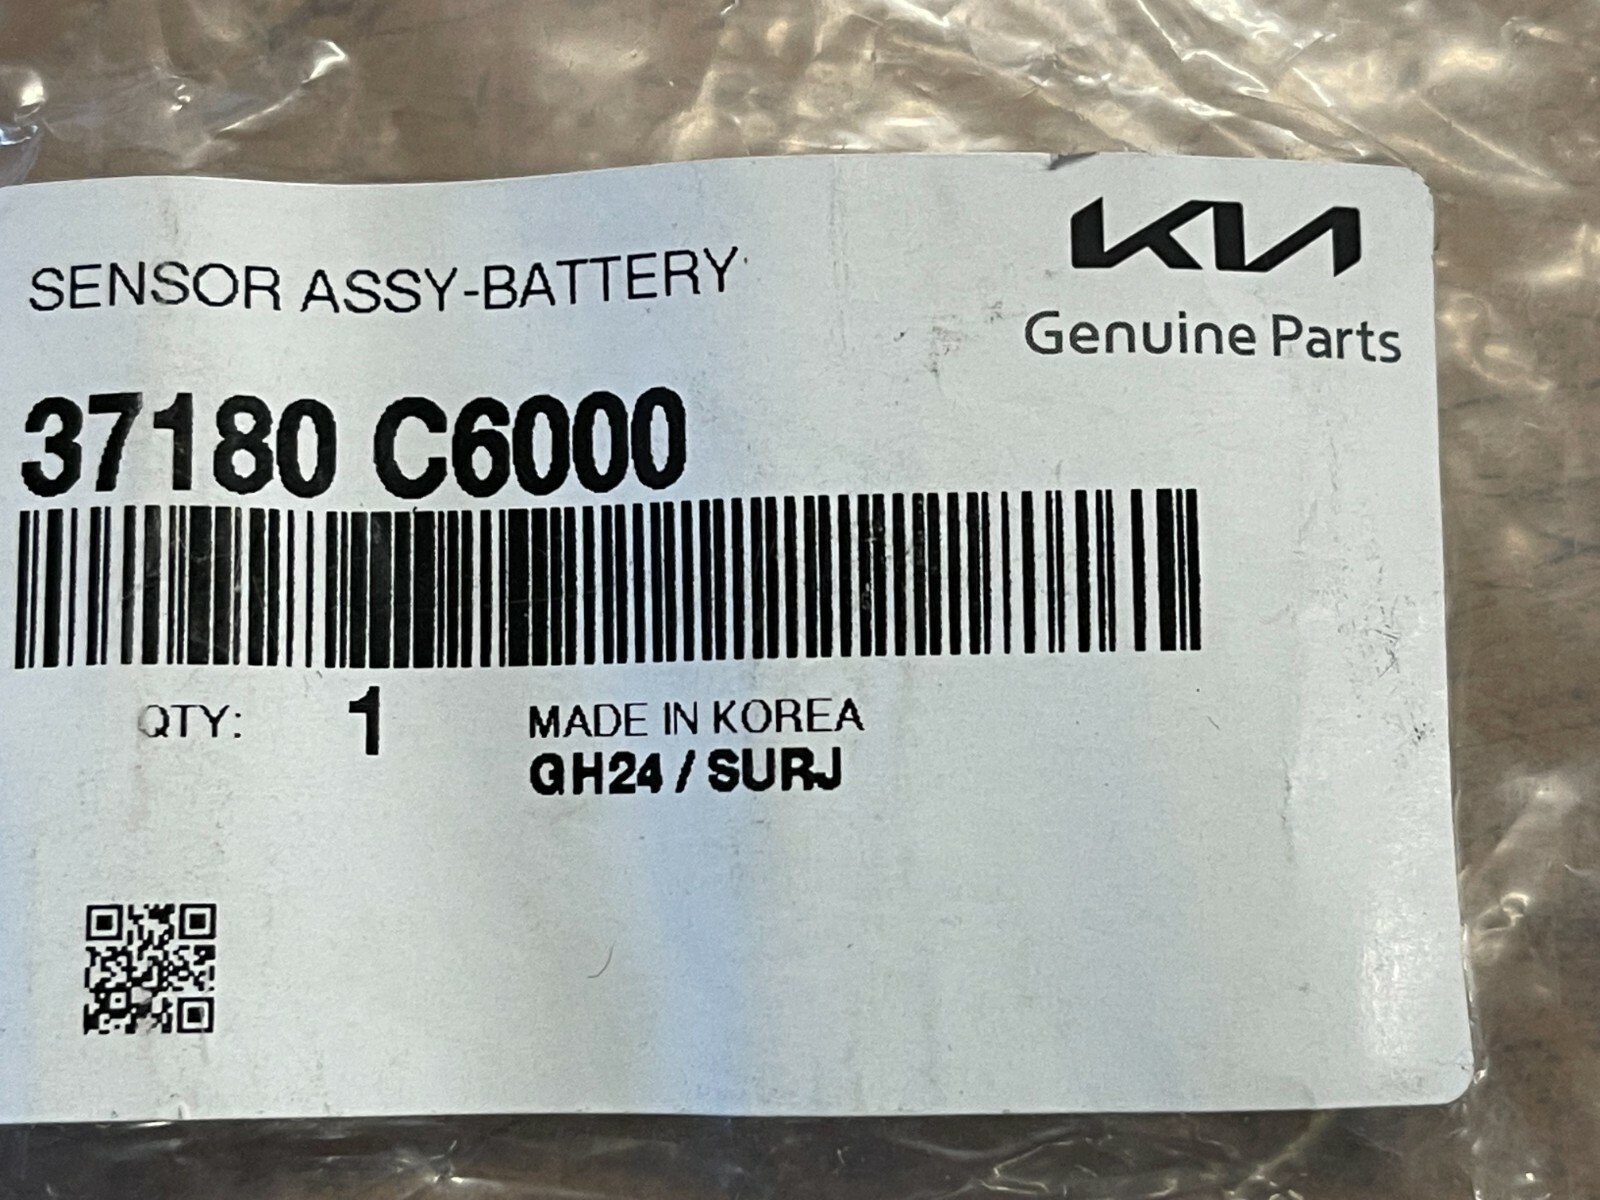 KIA
Genuine Parts
SENSOR ASSY-BATTERY
37180 C6000
QTY: 1 MADE IN KOREA
GH24 / SURJ